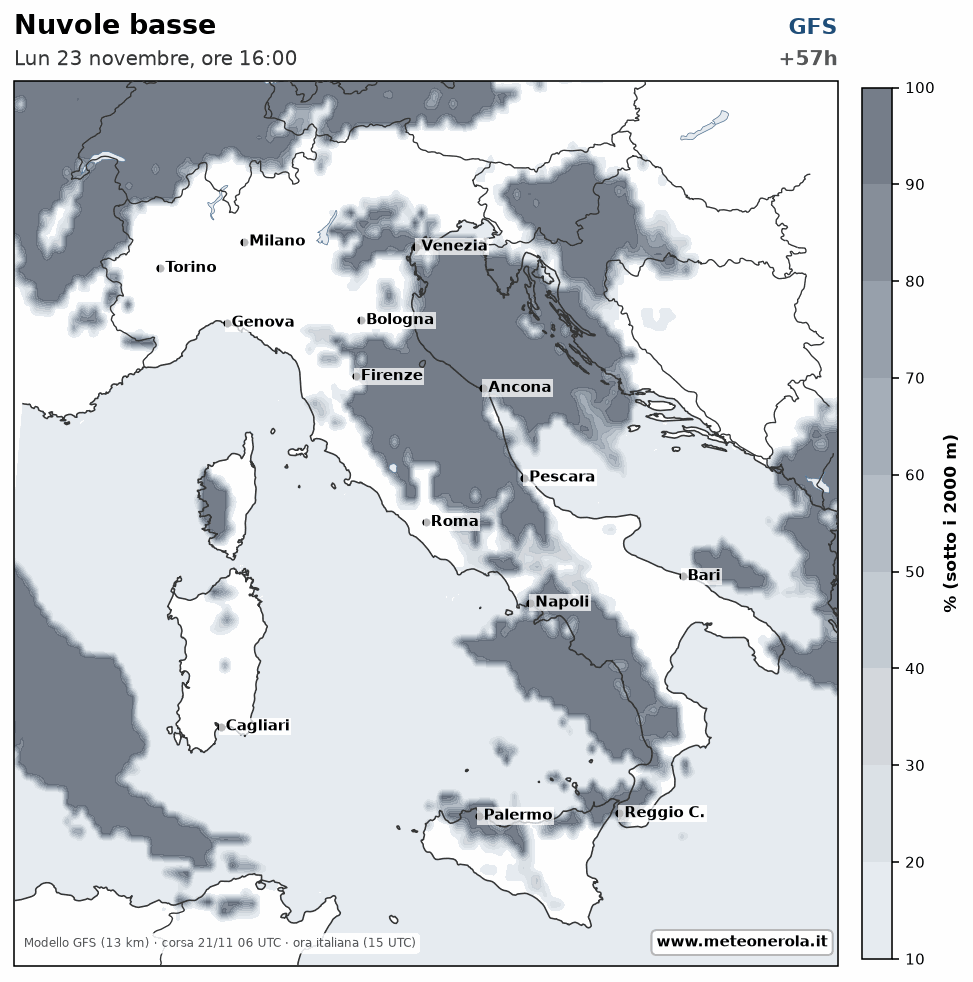 Nuvole basse
GFS
Lun 23 novembre, ore 16:00
+57h
100
90
80
70
60
50
40
30
20
10
% (sotto i 2000 m)
Milano
Venezia
Torino
Genova
Bologna
Firenze
Ancona
Pescara
Roma
Bari
Napoli
Cagliari
Palermo
Reggio C.
Modello GFS (13 km) · corsa 21/11 06 UTC · ora italiana (15 UTC)
www.meteonerola.it